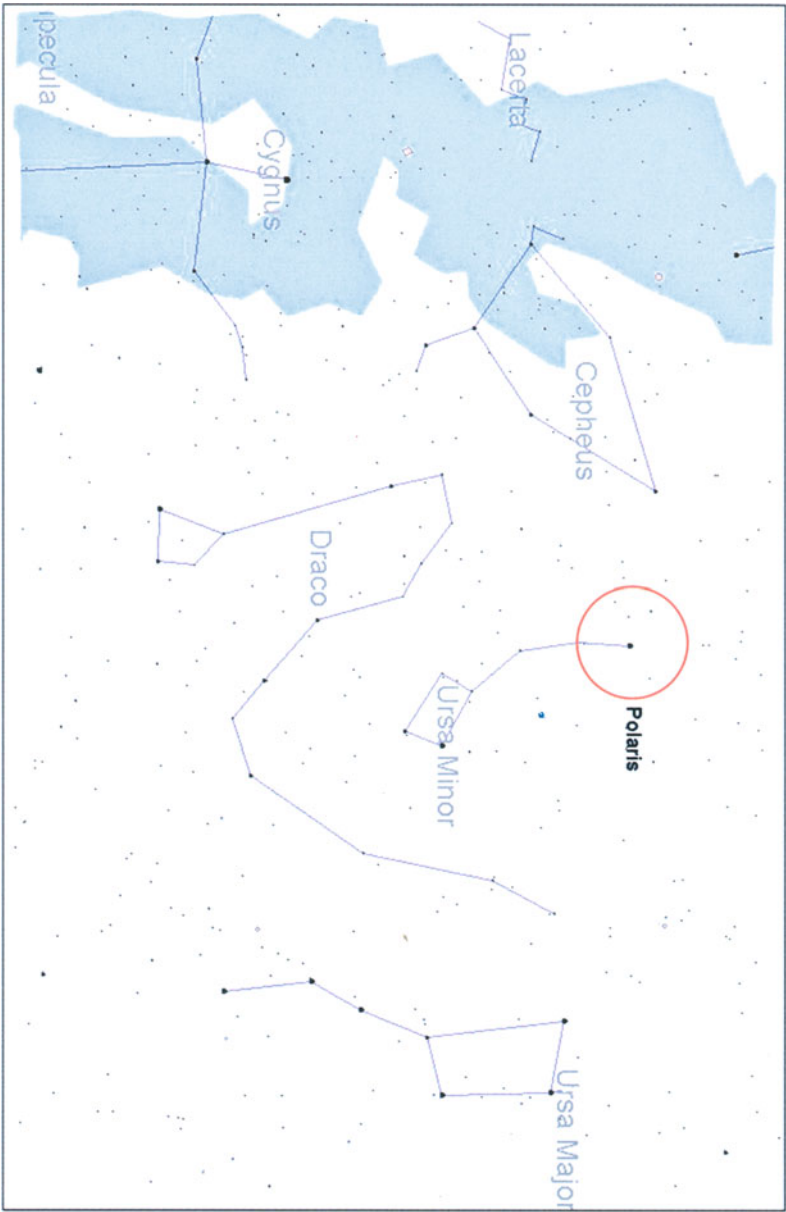 ipecula
Cygnus
Lacerta
Cepheus
Draco
Ursa Minor
Polaris
Ursa Major